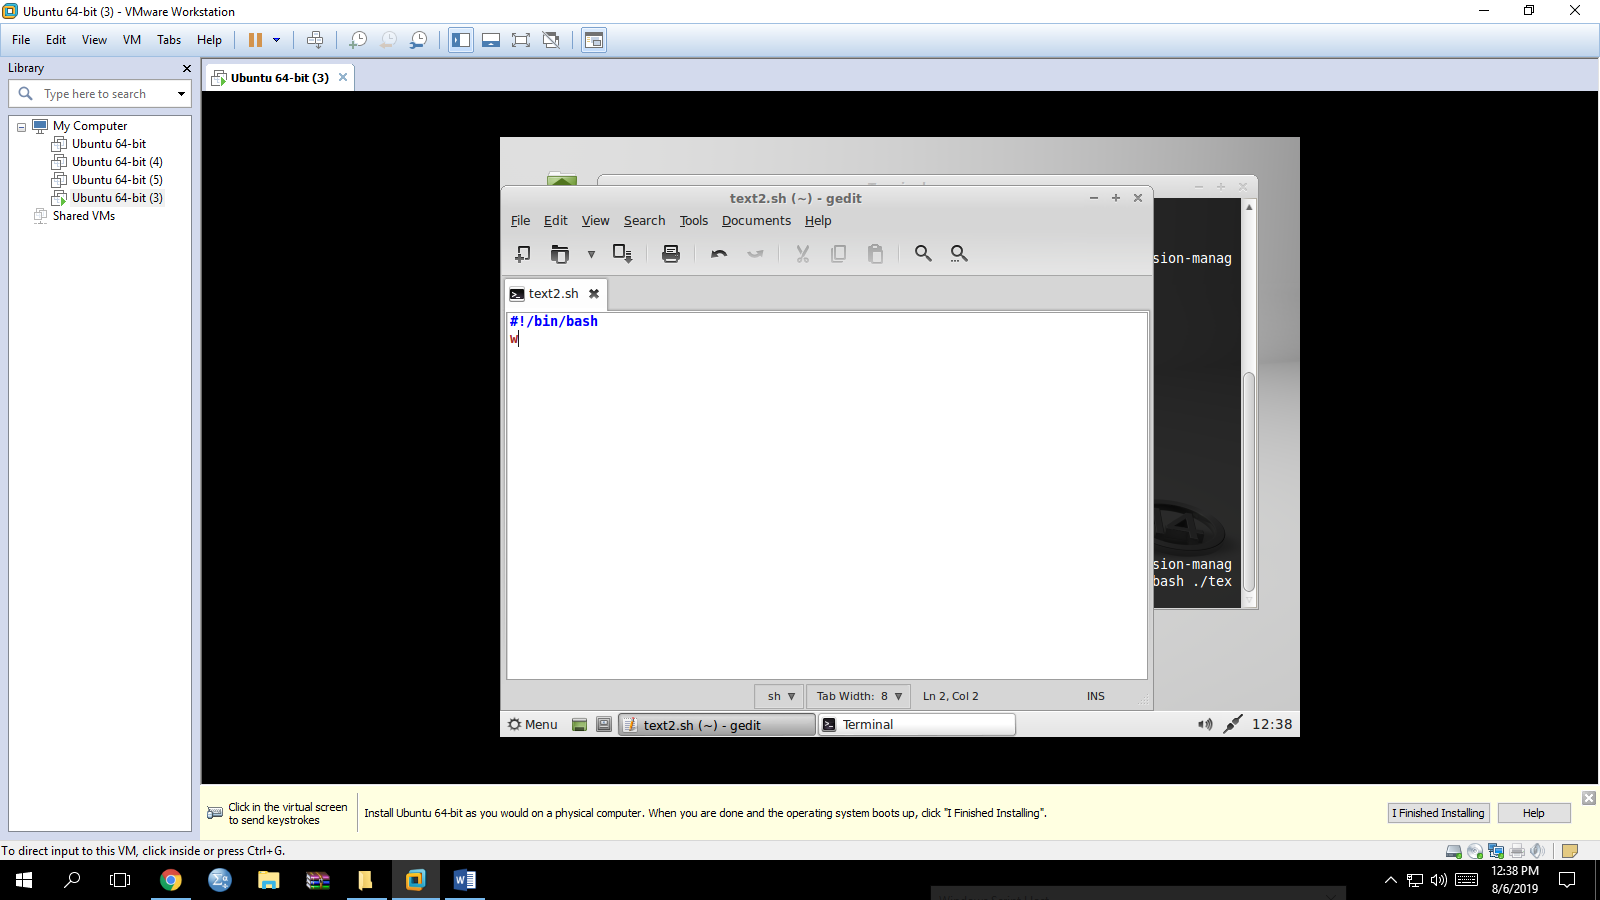 Ubuntu 64-bit (3) - VMware Workstation
File Edit View VM Tabs Help
Library
Type here to search
My Computer
Ubuntu 64-bit
Ubuntu 64-bit (4)
Ubuntu 64-bit (5)
Ubuntu 64-bit (3)
Shared VMs
Ubuntu 64-bit (3)
text2.sh (~) - gedit
File Edit View Search Tools Documents Help
sion-manag
text2.sh
#!/bin/bash
w
sion-manag
bash ./tex
sh Tab Width: 8 Ln 2, Col 2 INS
Menu text2.sh (~) - gedit Terminal 12:38
Click in the virtual screen
to send keystrokes
Install Ubuntu 64-bit as you would on a physical computer. When you are done and the operating system boots up, click "I Finished Installing".
I Finished Installing Help
To direct input to this VM, click inside or press Ctrl+G.
12:38 PM
8/6/2019